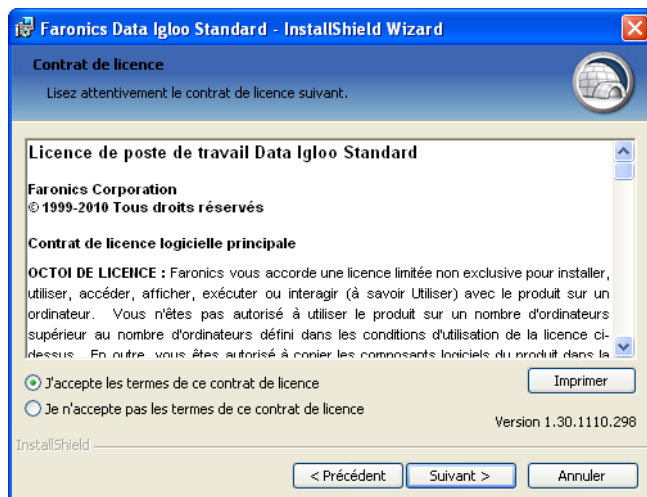 Faronics Data Igloo Standard - InstallShield Wizard
Contrat de licence
Lisez attentivement le contrat de licence suivant.
Licence de poste de travail Data Igloo Standard
Faronics Corporation
© 1999-2010 Tous droits réservés
Contrat de licence logicielle principale
OCTOI DE LICENCE : Faronics vous accorde une licence limitée non exclusive pour installer,
utiliser, accéder, afficher, exécuter ou interagir (à savoir Utiliser) avec le produit sur un
ordinateur. Vous n'êtes pas autorisé à utiliser le produit sur un nombre d'ordinateurs
supérieur au nombre d'ordinateurs défini dans les conditions d'utilisation de la licence ci-
dessus. En outre, vous êtes autorisé à copier les composants logiciels du produit dans la
J'accepte les termes de ce contrat de licence
Imprimer
Je n'accepte pas les termes de ce contrat de licence
Version 1.30.1110.298
InstallShield
< Précédent
Suivant >
Annuler